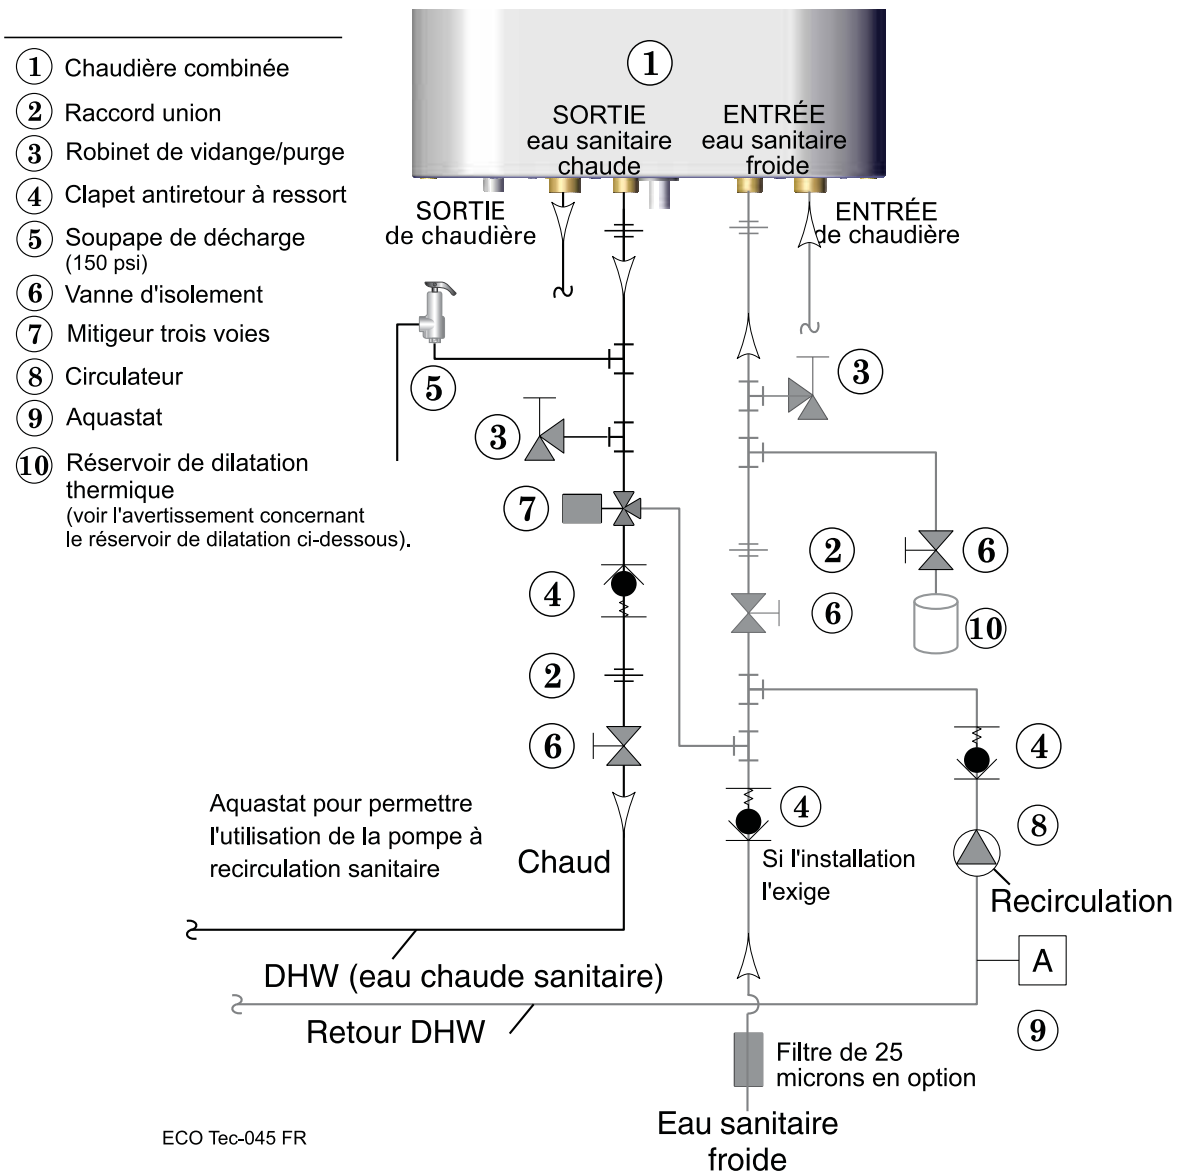 1 Chaudière combinée
2 Raccord union
3 Robinet de vidange/purge
4 Clapet antiretour à ressort
5 Soupape de décharge
(150 psi)
6 Vanne d'isolement
7 Mitigeur trois voies
8 Circulateur
9 Aquastat
10 Réservoir de dilatation
thermique
(voir l'avertissement concernant
le réservoir de dilatation ci-dessous).
1
SORTIE
eau sanitaire
chaude
ENTRÉE
eau sanitaire
froide
SORTIE
de chaudière
ENTRÉE
de chaudière
5
3
3
7
2
6
4
6
10
2
6
4
4
8
Aquastat pour permettre
l'utilisation de la pompe à
recirculation sanitaire
Chaud
Si l'installation
l'exige
Recirculation
A
DHW (eau chaude sanitaire)
Retour DHW
9
Filtre de 25
microns en option
Eau sanitaire
froide
ECO Tec-045 FR